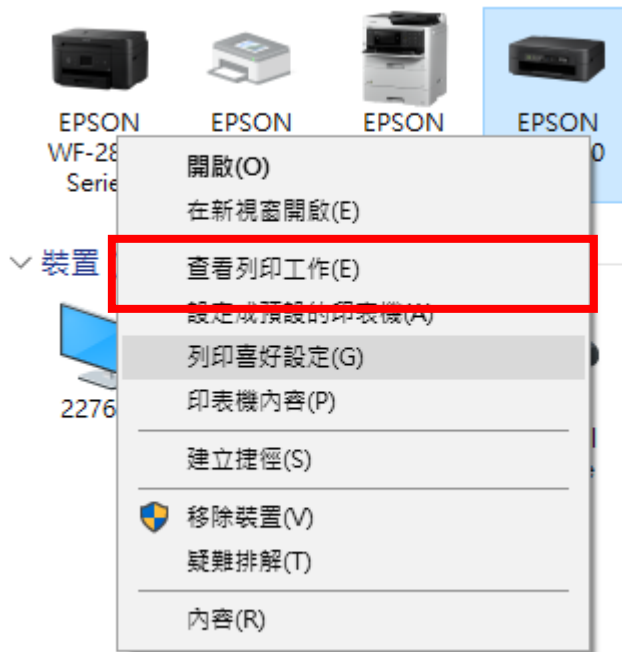 EPSON EPSON EPSON EPSON
WF-28
0
Serie
開啟(O)
在新視窗開啟(E)
裝置
查看列印工作(E)
設定成預設的印表機(A)
列印喜好設定(G)
2276
印表機內容(P)
建立捷徑(S)
移除裝置(V)
疑難排解(T)
內容(R)